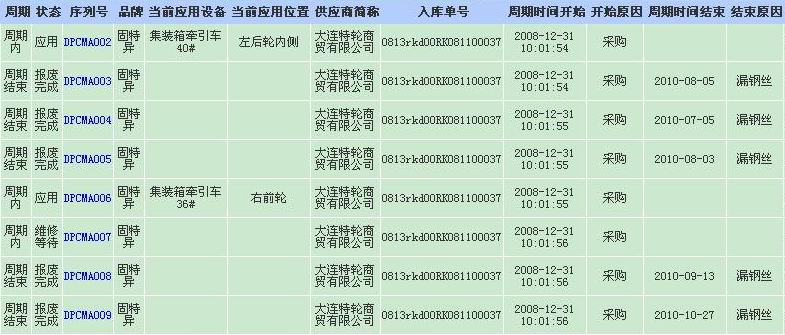 周期 状态 序列号 品牌 当前应用设备 当前应用位置 供应商简称 入库单号 周期时间开始 开始原因 周期时间结束 结束原因
周期内 应用 DPCMA002 固特异 集装箱牵引车40# 左后轮内侧 大连特轮商贸有限公司 0813rkd00RK081100037 2008-12-31 10:01:54 采购
周期结束 报废完成 DPCMA003 固特异 大连特轮商贸有限公司 0813rkd00RK081100037 2008-12-31 10:01:54 采购 2010-08-05 漏钢丝
周期结束 报废完成 DPCMA004 固特异 大连特轮商贸有限公司 0813rkd00RK081100037 2008-12-31 10:01:55 采购 2010-07-05 漏钢丝
周期结束 报废完成 DPCMA005 固特异 大连特轮商贸有限公司 0813rkd00RK081100037 2008-12-31 10:01:55 采购 2010-08-03 漏钢丝
周期内 应用 DPCMA006 固特异 集装箱牵引车36# 右前轮 大连特轮商贸有限公司 0813rkd00RK081100037 2008-12-31 10:01:55 采购
周期内 维修等待 DPCMA007 固特异 大连特轮商贸有限公司 0813rkd00RK081100037 2008-12-31 10:01:56 采购
周期结束 报废完成 DPCMA008 固特异 大连特轮商贸有限公司 0813rkd00RK081100037 2008-12-31 10:01:56 采购 2010-09-13 漏钢丝
周期结束 报废完成 DPCMA009 固特异 大连特轮商贸有限公司 0813rkd00RK081100037 2008-12-31 10:01:56 采购 2010-10-27 漏钢丝